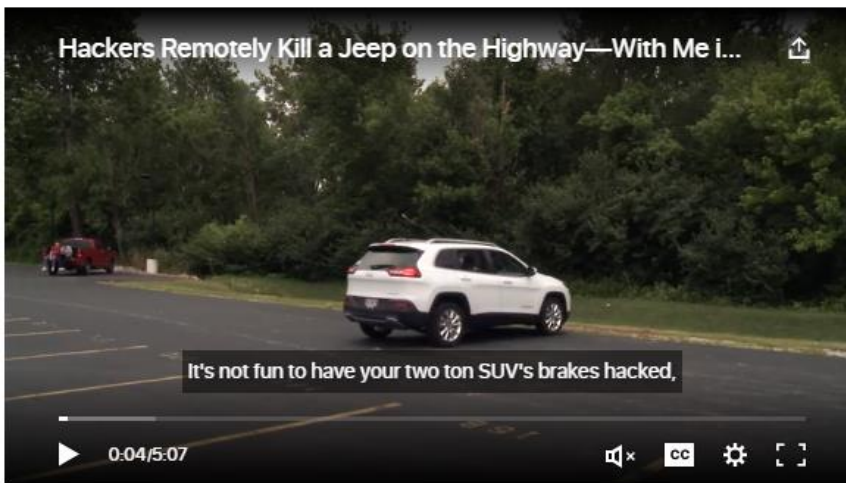 Hackers Remotely Kill a Jeep on the Highway—With Me i...
It's not fun to have your two ton SUV's brakes hacked,
0:04/5:07
CC